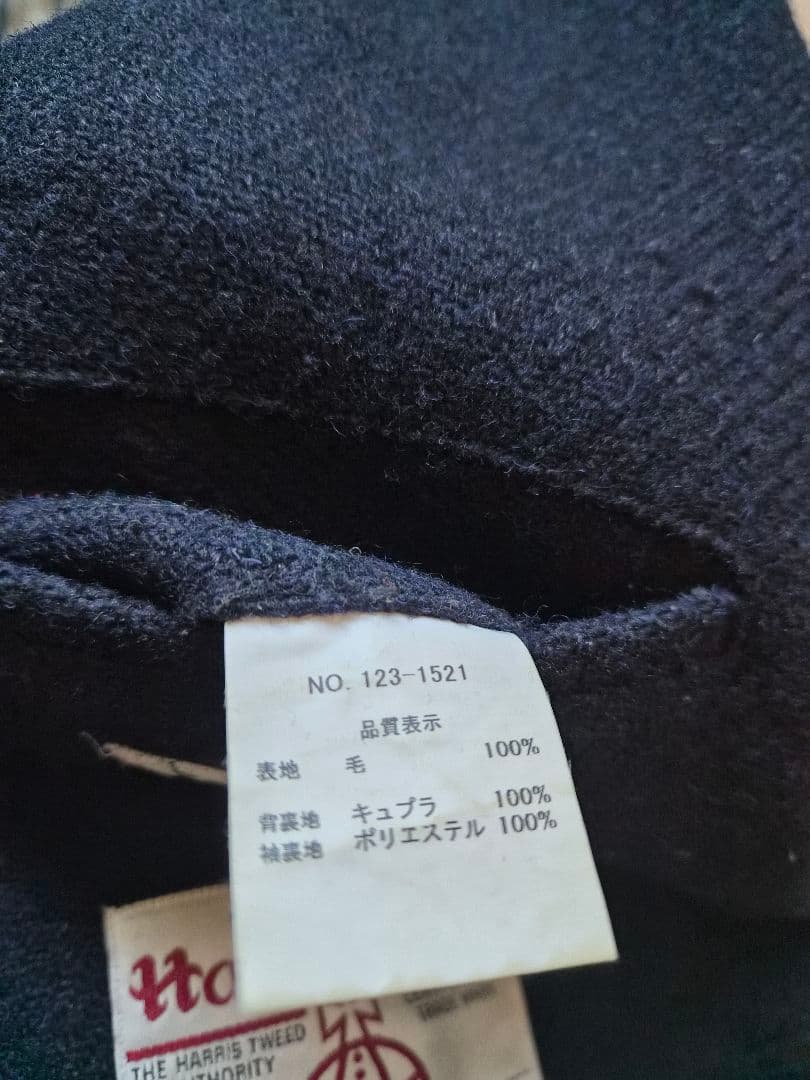 NO. 123-1521
品質表示
表地 毛 100%
背裏地 キュプラ 100%
袖裏地 ポリエステル 100%
Ha
THE HARRIS TWEED
AUTHORITY